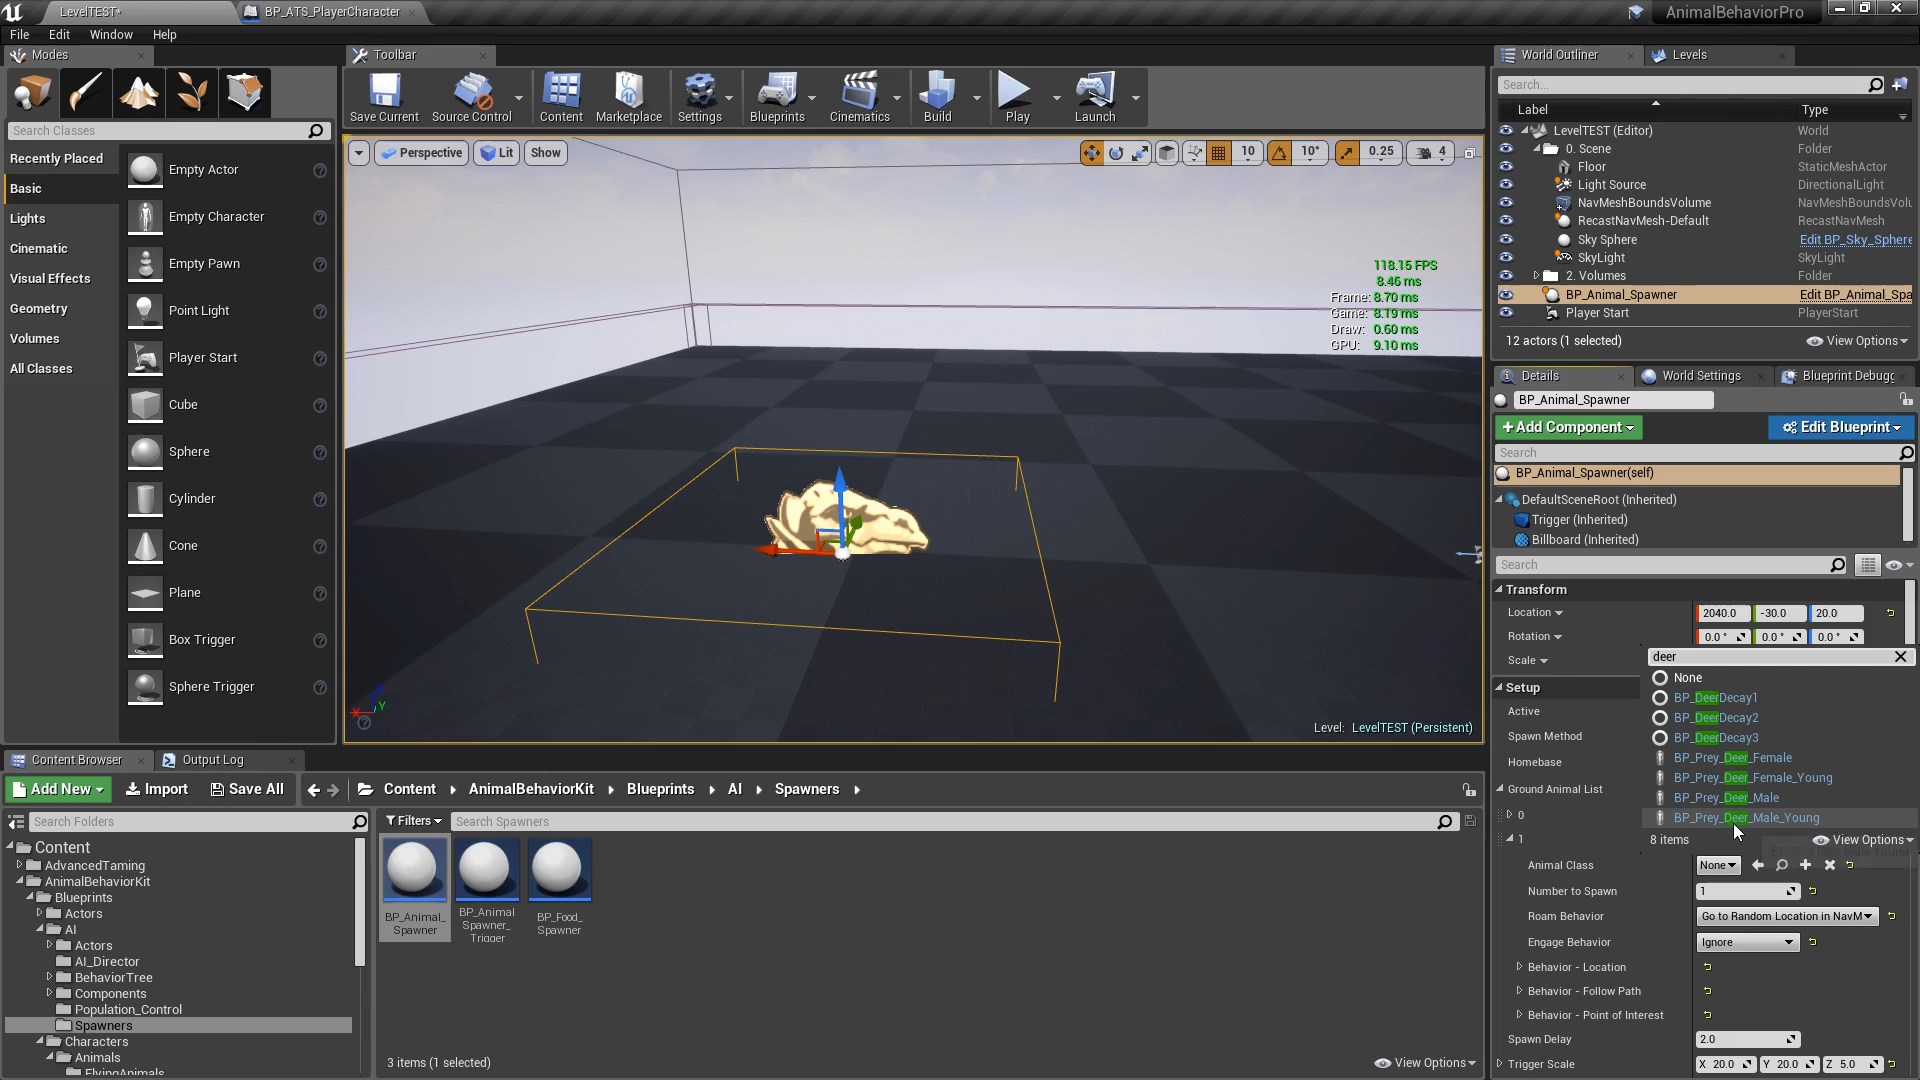 LevelTEST*
BP_ATS_PlayerCharacter
AnimalBehaviorPro
File Edit Window Help
Modes
Search Classes
Recently Placed
Basic
Lights
Cinematic
Visual Effects
Geometry
Volumes
All Classes
Empty Actor
Empty Character
Empty Pawn
Point Light
Player Start
Cube
Sphere
Cylinder
Cone
Plane
Box Trigger
Sphere Trigger
Toolbar
Save Current Source Control Content Marketplace Settings Blueprints Cinematics Build Play Launch
Perspective Lit Show
10 10° 0.25 4
118.15 FPS
8.46 ms
Frame: 8.70 ms
Game: 8.19 ms
Draw: 0.60 ms
GPU: 9.10 ms
X Y
Level: LevelTEST (Persistent)
World Outliner Levels
Search...
Label Type
LevelTEST (Editor) World
0. Scene Folder
Floor StaticMeshActor
Light Source DirectionalLight
NavMeshBoundsVolume NavMeshBoundsVolu
RecastNavMesh-Default RecastNavMesh
Sky Sphere Edit BP_Sky_Sphere
SkyLight SkyLight
2. Volumes Folder
BP_Animal_Spawner Edit BP_Animal_Spa
Player Start PlayerStart
12 actors (1 selected) View Options
Details World Settings Blueprint Debugg
BP_Animal_Spawner
+ Add Component Edit Blueprint
Search
BP_Animal_Spawner(self)
DefaultSceneRoot (Inherited)
Trigger (Inherited)
Billboard (Inherited)
Search
Transform
Location 2040.0 -30.0 20.0
Rotation 0.0 ° 0.0 ° 0.0 °
Scale
deer
None
BP_DeerDecay1
BP_DeerDecay2
BP_DeerDecay3
BP_Prey_Deer_Female
BP_Prey_Deer_Female_Young
BP_Prey_Deer_Male
BP_Prey_Deer_Male_Young
8 items View Options
Setup
Active
Spawn Method
Homebase
Ground Animal List
0
1
Animal Class None
Number to Spawn 1
Roam Behavior Go to Random Location in NavM
Engage Behavior Ignore
Behavior - Location
Behavior - Follow Path
Behavior - Point of Interest
Spawn Delay 2.0
Trigger Scale X 20.0 Y 20.0 Z 5.0
Content Browser Output Log
Add New Import Save All Content AnimalBehaviorKit Blueprints AI Spawners
Search Folders
Content
AdvancedTaming
AnimalBehaviorKit
Blueprints
Actors
AI
Actors
AI_Director
BehaviorTree
Components
Population_Control
Spawners
Characters
Animals
FlyingAnimals
Filters Search Spawners
BP_Animal_
Spawner
BP_Animal
Spawner_
Trigger
BP_Food_
Spawner
3 items (1 selected) View Options